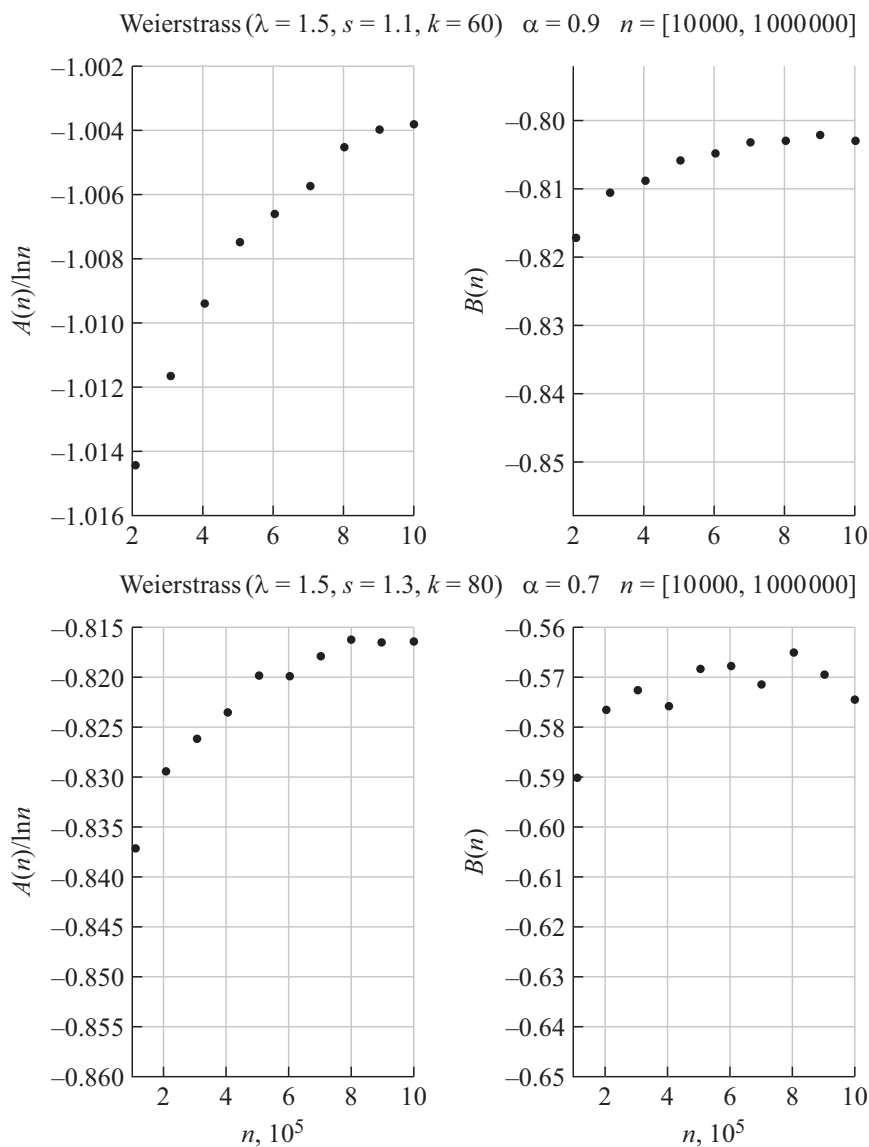 Weierstrass (λ = 1.5, s = 1.1, k = 60) α = 0.9 n = [10000, 1000000]
A(n)/lnn
–1.002
–1.004
–1.006
–1.008
–1.010
–1.012
–1.014
–1.016
2 4 6 8 10
B(n)
–0.80
–0.81
–0.82
–0.83
–0.84
–0.85
2 4 6 8 10
Weierstrass (λ = 1.5, s = 1.3, k = 80) α = 0.7 n = [10000, 1000000]
A(n)/lnn
–0.815
–0.820
–0.825
–0.830
–0.835
–0.840
–0.845
–0.850
–0.855
–0.860
2 4 6 8 10
n, 10⁵
B(n)
–0.56
–0.57
–0.58
–0.59
–0.60
–0.61
–0.62
–0.63
–0.64
–0.65
2 4 6 8 10
n, 10⁵